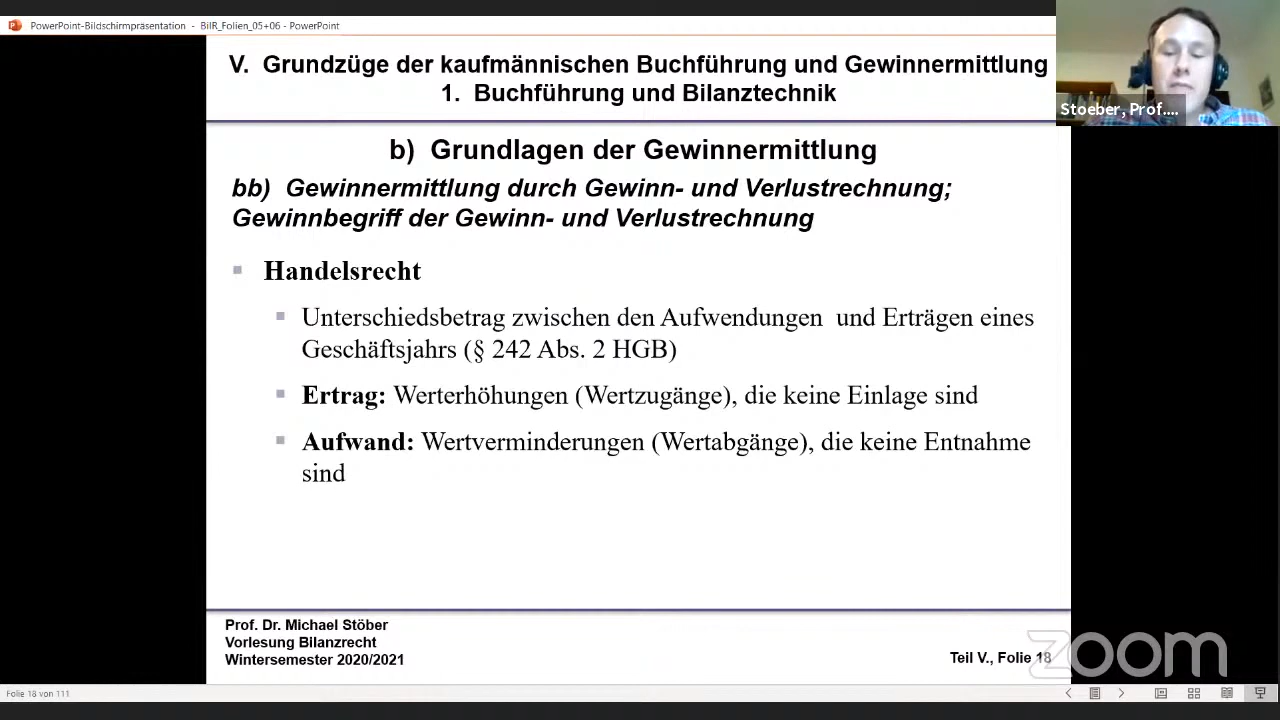 PowerPoint-Bildschirmpräsentation - BilR_Folien_05+06 - PowerPoint
V. Grundzüge der kaufmännischen Buchführung und Gewinnermittlung
1. Buchführung und Bilanztechnik
Stoeber, Prof....
b) Grundlagen der Gewinnermittlung
bb) Gewinnermittlung durch Gewinn- und Verlustrechnung;
Gewinnbegriff der Gewinn- und Verlustrechnung
Handelsrecht
Unterschiedsbetrag zwischen den Aufwendungen und Erträgen eines
Geschäftsjahrs (§ 242 Abs. 2 HGB)
Ertrag: Werterhöhungen (Wertzugänge), die keine Einlage sind
Aufwand: Wertverminderungen (Wertabgänge), die keine Entnahme
sind
Prof. Dr. Michael Stöber
Vorlesung Bilanzrecht
Wintersemester 2020/2021
Teil V., Folie 18
zoom
Folie 18 von 111